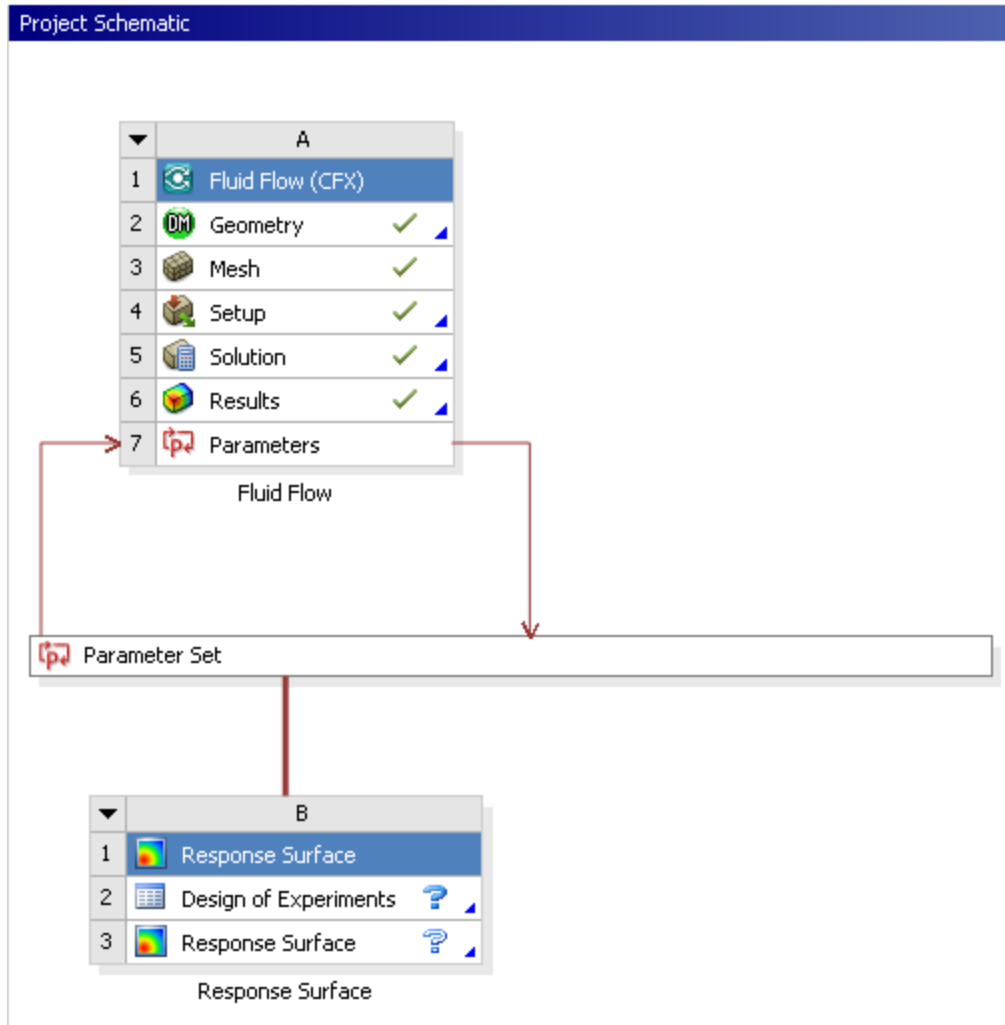 Project Schematic
A
1 Fluid Flow (CFX)
2 DM Geometry
3 Mesh
4 Setup
5 Solution
6 Results
7 p Parameters
Fluid Flow
p Parameter Set
B
1 Response Surface
2 Design of Experiments ?
3 Response Surface ?
Response Surface